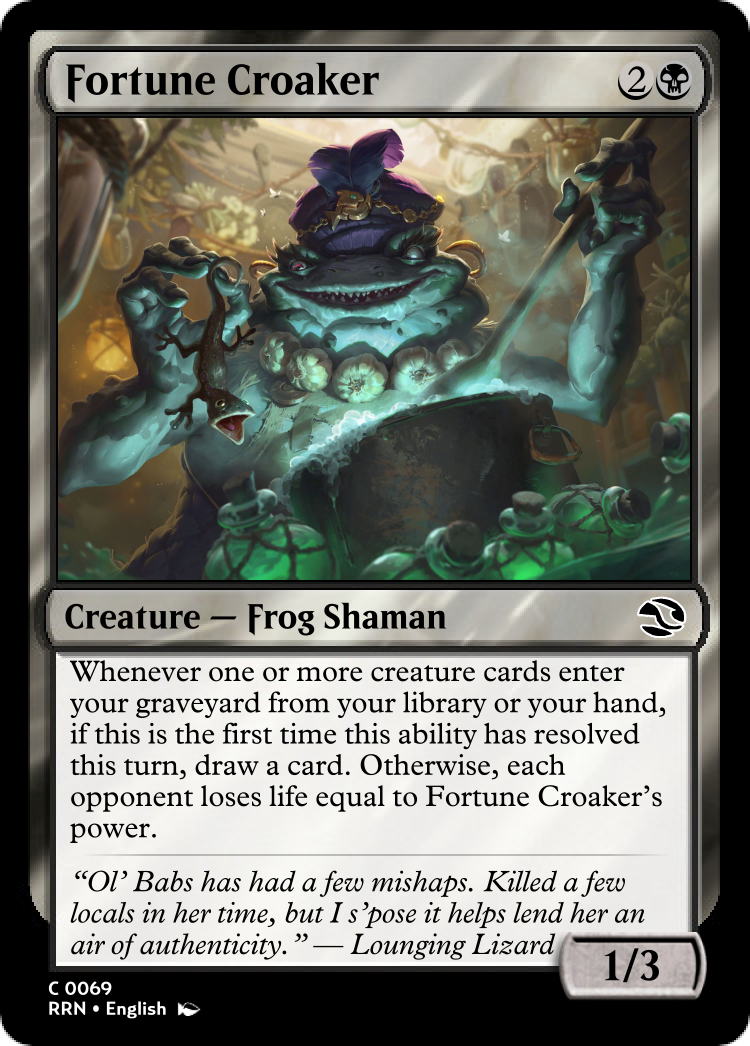 Fortune Croaker 2
Creature — Frog Shaman
Whenever one or more creature cards enter
your graveyard from your library or your hand,
if this is the first time this ability has resolved
this turn, draw a card. Otherwise, each
opponent loses life equal to Fortune Croaker’s
power.
“Ol’ Babs has had a few mishaps. Killed a few
locals in her time, but I s’pose it helps lend her an
air of authenticity.” — Lounging Lizard
1/3
C 0069
RRN • English